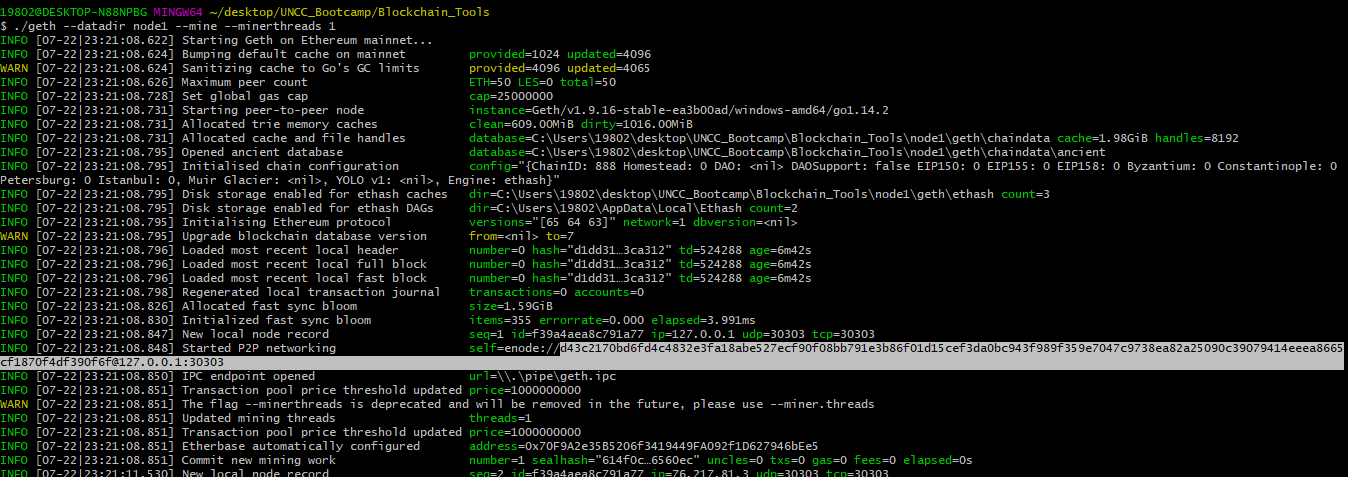 19802@DESKTOP-N88NPBG MINGW64 ~/desktop/UNCC_Bootcamp/Blockchain_Tools
$ ./geth --datadir node1 --mine --minerthreads 1
INFO [07-22|23:21:08.622] Starting Geth on Ethereum mainnet...
INFO [07-22|23:21:08.624] Bumping default cache on mainnet provided=1024 updated=4096
WARN [07-22|23:21:08.624] Sanitizing cache to Go's GC limits provided=4096 updated=4065
INFO [07-22|23:21:08.626] Maximum peer count ETH=50 LES=0 total=50
INFO [07-22|23:21:08.728] Set global gas cap cap=25000000
INFO [07-22|23:21:08.731] Starting peer-to-peer node instance=Geth/v1.9.16-stable-ea3b00ad/windows-amd64/go1.14.2
INFO [07-22|23:21:08.731] Allocated trie memory caches clean=609.00MiB dirty=1016.00MiB
INFO [07-22|23:21:08.731] Allocated cache and file handles database=C:\Users\19802\desktop\UNCC_Bootcamp\Blockchain_Tools\node1\geth\chaindata cache=1.98GiB handles=8192
INFO [07-22|23:21:08.795] Opened ancient database database=C:\Users\19802\desktop\UNCC_Bootcamp\Blockchain_Tools\node1\geth\chaindata\ancient
INFO [07-22|23:21:08.795] Initialised chain configuration config="{ChainID: 888 Homestead: 0 DAO: <nil> DAOSupport: false EIP150: 0 EIP155: 0 EIP158: 0 Byzantium: 0 Constantinople: 0
Petersburg: 0 Istanbul: 0, Muir Glacier: <nil>, YOLO v1: <nil>, Engine: ethash}"
INFO [07-22|23:21:08.795] Disk storage enabled for ethash caches dir=C:\Users\19802\desktop\UNCC_Bootcamp\Blockchain_Tools\node1\geth\ethash count=3
INFO [07-22|23:21:08.795] Disk storage enabled for ethash DAGs dir=C:\Users\19802\AppData\Local\Ethash count=2
INFO [07-22|23:21:08.795] Initialising Ethereum protocol versions="[65 64 63]" network=1 dbversion=<nil>
WARN [07-22|23:21:08.795] Upgrade blockchain database version from=<nil> to=7
INFO [07-22|23:21:08.796] Loaded most recent local header number=0 hash="d1dd31…3ca312" td=524288 age=6m42s
INFO [07-22|23:21:08.796] Loaded most recent local full block number=0 hash="d1dd31…3ca312" td=524288 age=6m42s
INFO [07-22|23:21:08.796] Loaded most recent local fast block number=0 hash="d1dd31…3ca312" td=524288 age=6m42s
INFO [07-22|23:21:08.798] Regenerated local transaction journal transactions=0 accounts=0
INFO [07-22|23:21:08.826] Allocated fast sync bloom size=1.59GiB
INFO [07-22|23:21:08.830] Initialized fast sync bloom items=355 errorrate=0.000 elapsed=3.991ms
INFO [07-22|23:21:08.847] New local node record seq=1 id=f39a4aea8c791a77 ip=127.0.0.1 udp=30303 tcp=30303
INFO [07-22|23:21:08.848] Started P2P networking self=enode://d43c2170bd6fd4c4832e3fa18abe527ecf90f08bb791e3b86f01d15cef3da0bc943f989f359e7047c9738ea82a25090c39079414eeea8665
cf1870f4df390f6f@127.0.0.1:30303
INFO [07-22|23:21:08.850] IPC endpoint opened url=\\.\pipe\geth.ipc
INFO [07-22|23:21:08.851] Transaction pool price threshold updated price=1000000000
WARN [07-22|23:21:08.851] The flag --minerthreads is deprecated and will be removed in the future, please use --miner.threads
INFO [07-22|23:21:08.851] Updated mining threads threads=1
INFO [07-22|23:21:08.851] Transaction pool price threshold updated price=1000000000
INFO [07-22|23:21:08.851] Etherbase automatically configured address=0x70F9A2e35B5206f3419449FA092f1D627946bEe5
INFO [07-22|23:21:08.851] Commit new mining work number=1 sealhash="614f0c…6560ec" uncles=0 txs=0 gas=0 fees=0 elapsed=0s
INFO [07-22|23:21:11.530] New local node record seq=2 id=f39a4aea8c791a77 ip=76.217.81.3 udp=30303 tcp=30303